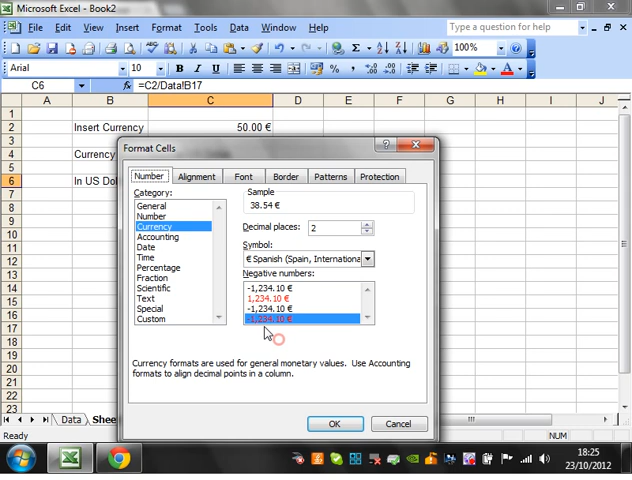 Microsoft Excel - Book2
File Edit View Insert Format Tools Data Window Help
Type a question for help
Σ 100%
Arial 10 B I U % ,
C6 fx =C2/Data!B17
A B C D E F G H I J
1
2 Insert Currency 50.00 €
3
4 Currency
5
6 In US Dol
7
8
9
10
11
12
13
14
15
16
17
18
19
20
21
22
23
Format Cells
Number Alignment Font Border Patterns Protection
Category:
General
Number
Currency
Accounting
Date
Time
Percentage
Fraction
Scientific
Text
Special
Custom
Sample
38.54 €
Decimal places: 2
Symbol:
€ Spanish (Spain, Internationa
Negative numbers:
-1,234.10 €
1,234.10 €
-1,234.10 €
-1,234.10 €
Currency formats are used for general monetary values. Use Accounting
formats to align decimal points in a column.
OK Cancel
Data Shee
Ready NUM
18:25
23/10/2012